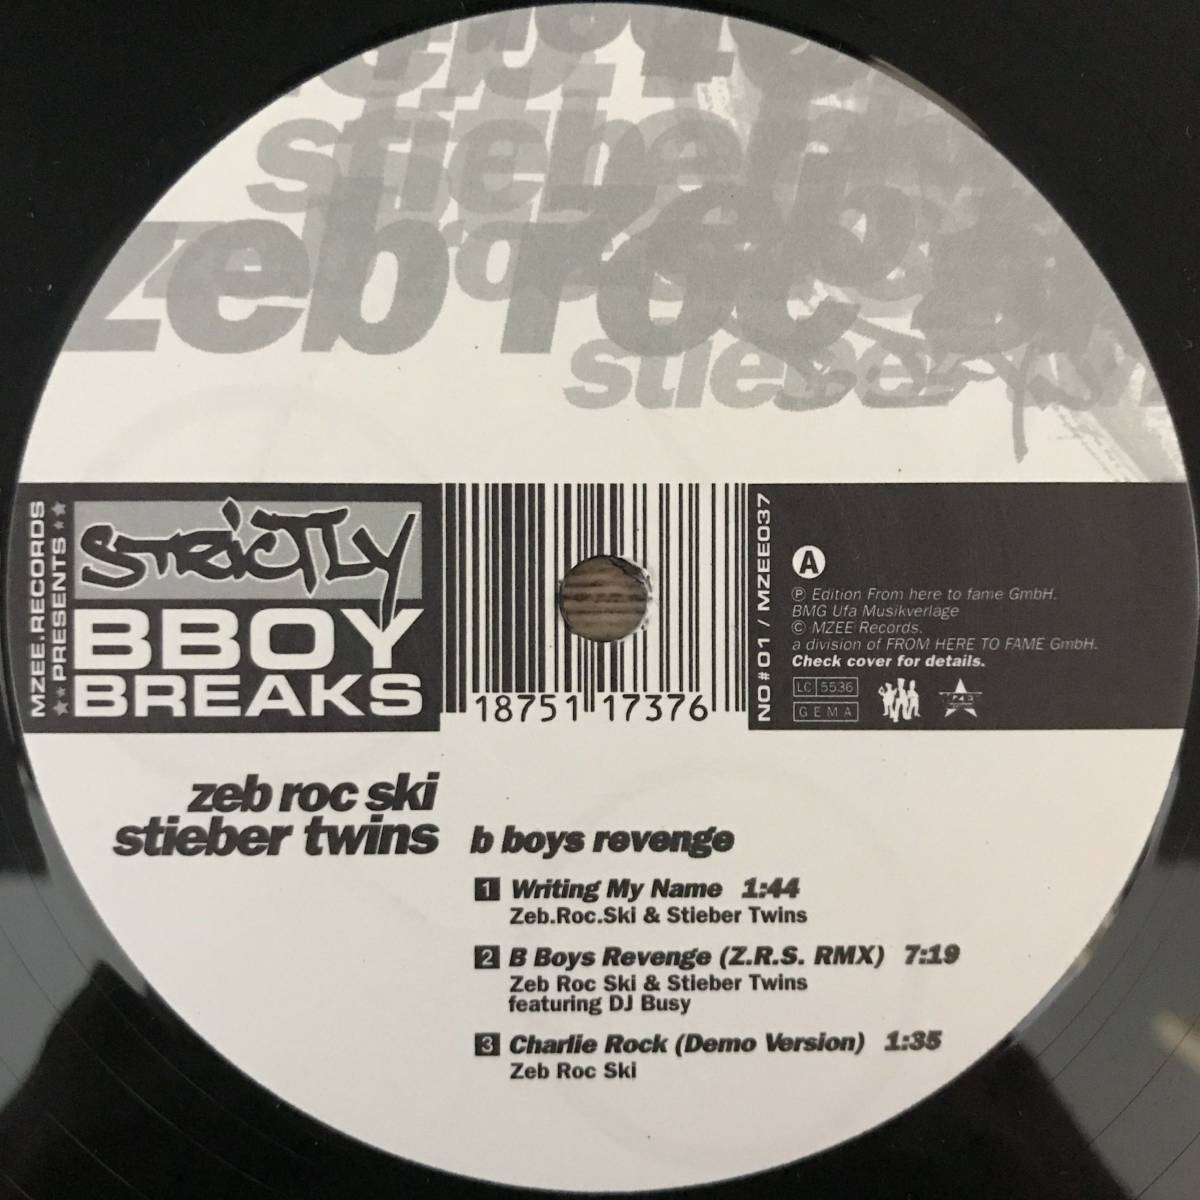 stieber
zeb roc s
stieber twin
MZEE.RECORDS
PRESENTS
STRICTLY
BBOY
BREAKS
18751 17376
NO#01 / MZEE037
A
Ⓟ Edition From here to fame GmbH.
BMG Ufa Musikverlage
© MZEE Records.
a division of FROM HERE TO FAME GmbH.
Check cover for details.
LC 5536
GEMA
zeb roc ski
stieber twins
b boys revenge
1 Writing My Name 1:44
Zeb.Roc.Ski & Stieber Twins
2 B Boys Revenge (Z.R.S. RMX) 7:19
Zeb Roc Ski & Stieber Twins
featuring DJ Busy
3 Charlie Rock (Demo Version) 1:35
Zeb Roc Ski